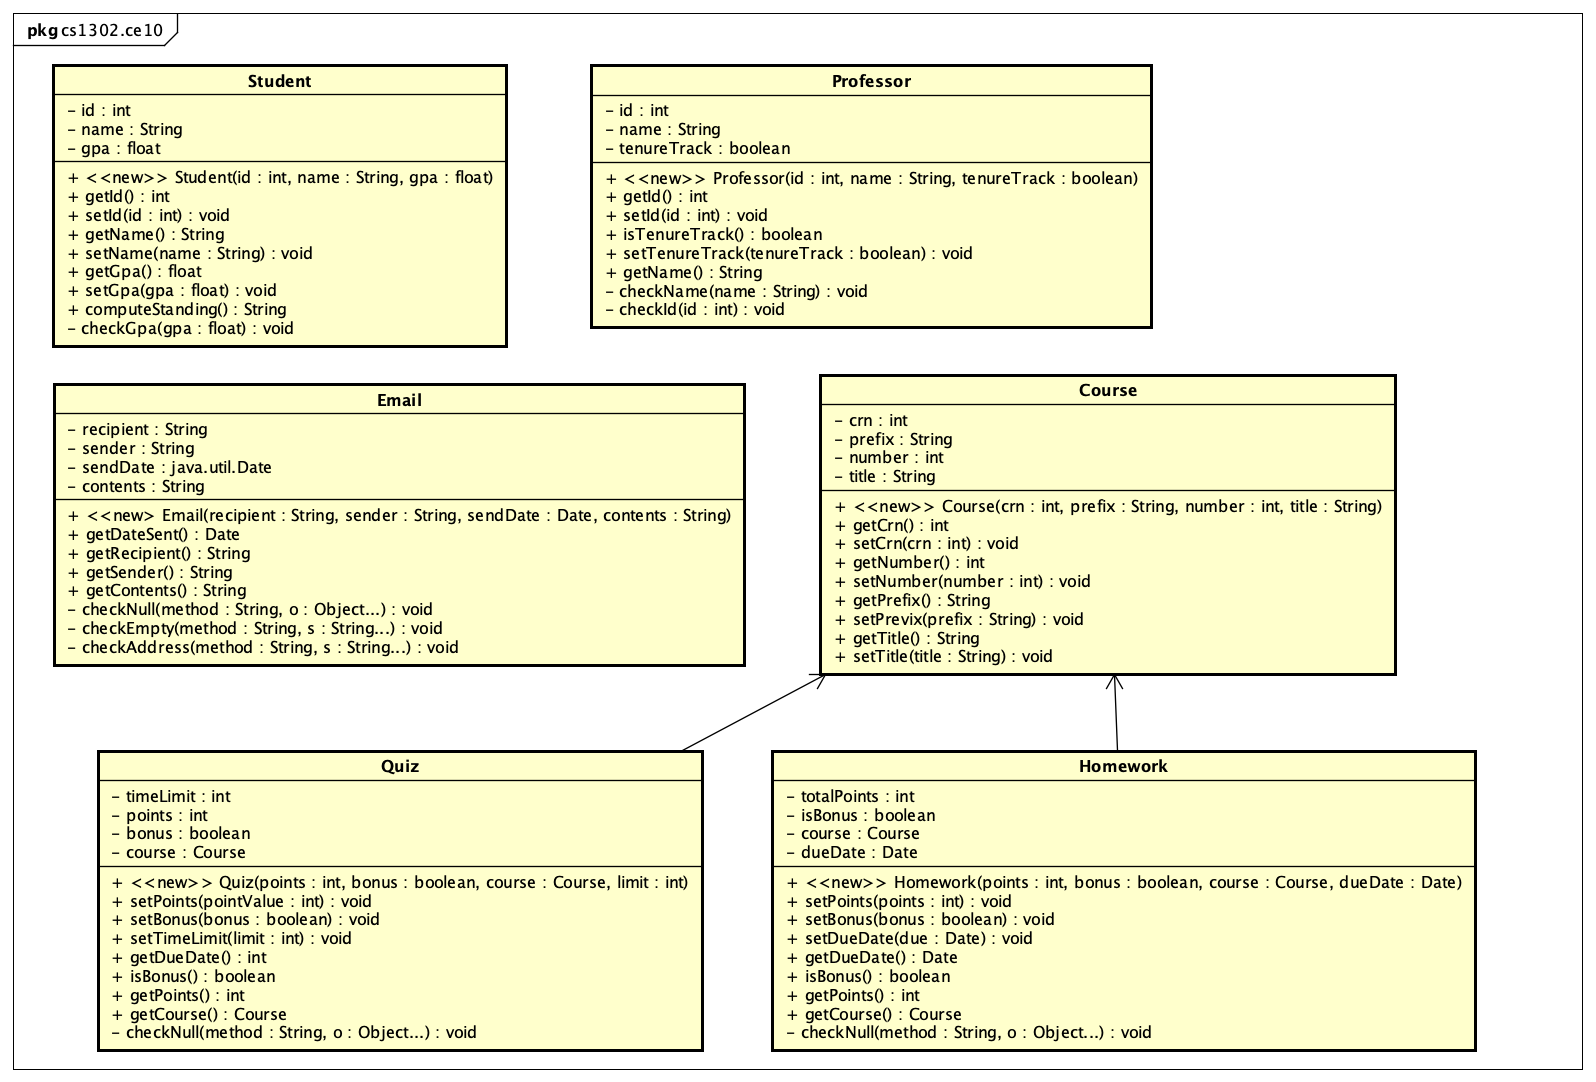 pkg cs1302.ce10
Student
- id : int
- name : String
- gpa : float
+ <<new>> Student(id : int, name : String, gpa : float)
+ getId() : int
+ setId(id : int) : void
+ getName() : String
+ setName(name : String) : void
+ getGpa() : float
+ setGpa(gpa : float) : void
+ computeStanding() : String
- checkGpa(gpa : float) : void
Professor
- id : int
- name : String
- tenureTrack : boolean
+ <<new>> Professor(id : int, name : String, tenureTrack : boolean)
+ getId() : int
+ setId(id : int) : void
+ isTenureTrack() : boolean
+ setTenureTrack(tenureTrack : boolean) : void
+ getName() : String
- checkName(name : String) : void
- checkId(id : int) : void
Email
- recipient : String
- sender : String
- sendDate : java.util.Date
- contents : String
+ <<new> Email(recipient : String, sender : String, sendDate : Date, contents : String)
+ getDateSent() : Date
+ getRecipient() : String
+ getSender() : String
+ getContents() : String
- checkNull(method : String, o : Object...) : void
- checkEmpty(method : String, s : String...) : void
- checkAddress(method : String, s : String...) : void
Course
- crn : int
- prefix : String
- number : int
- title : String
+ <<new>> Course(crn : int, prefix : String, number : int, title : String)
+ getCrn() : int
+ setCrn(crn : int) : void
+ getNumber() : int
+ setNumber(number : int) : void
+ getPrefix() : String
+ setPrevix(prefix : String) : void
+ getTitle() : String
+ setTitle(title : String) : void
Quiz
- timeLimit : int
- points : int
- bonus : boolean
- course : Course
+ <<new>> Quiz(points : int, bonus : boolean, course : Course, limit : int)
+ setPoints(pointValue : int) : void
+ setBonus(bonus : boolean) : void
+ setTimeLimit(limit : int) : void
+ getDueDate() : int
+ isBonus() : boolean
+ getPoints() : int
+ getCourse() : Course
- checkNull(method : String, o : Object...) : void
Homework
- totalPoints : int
- isBonus : boolean
- course : Course
- dueDate : Date
+ <<new>> Homework(points : int, bonus : boolean, course : Course, dueDate : Date)
+ setPoints(points : int) : void
+ setBonus(bonus : boolean) : void
+ setDueDate(due : Date) : void
+ getDueDate() : Date
+ isBonus() : boolean
+ getPoints() : int
+ getCourse() : Course
- checkNull(method : String, o : Object...) : void